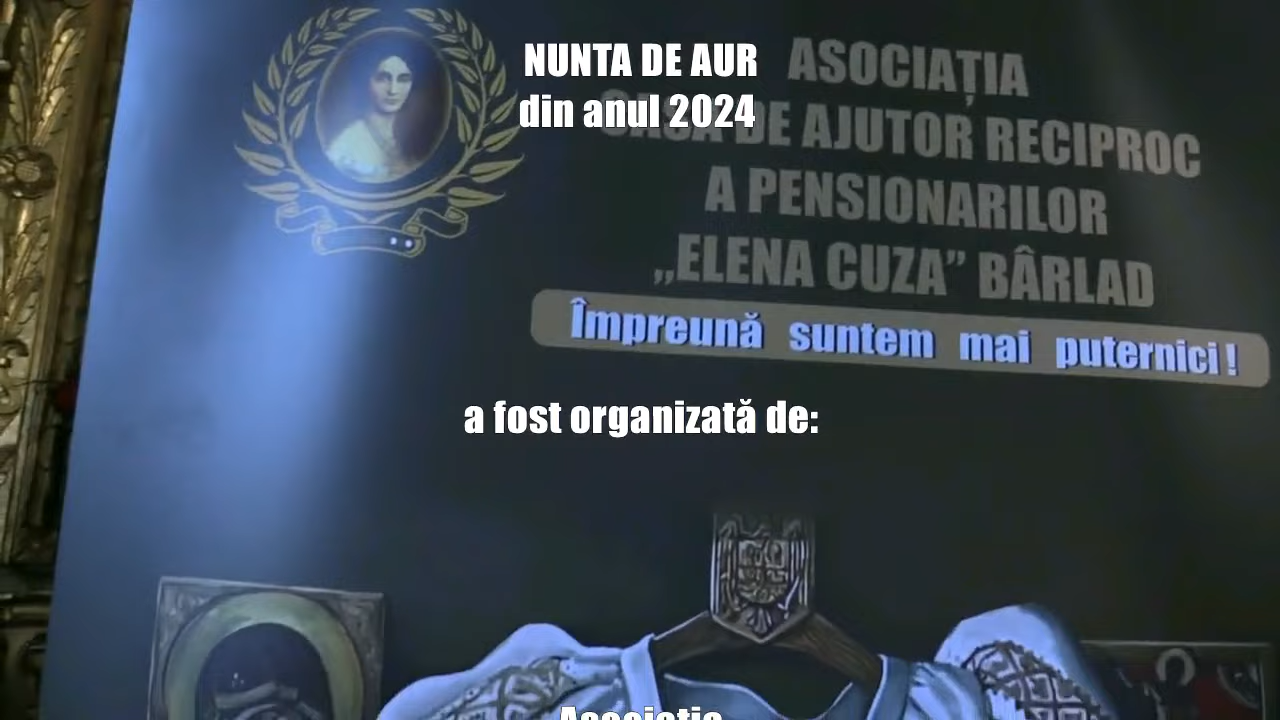 NUNTA DE AUR
din anul 2024
ASOCIAȚIA
CASA DE AJUTOR RECIPROC
A PENSIONARILOR
„ELENA CUZA” BÂRLAD
Împreună suntem mai puternici !
a fost organizată de:
Asociația